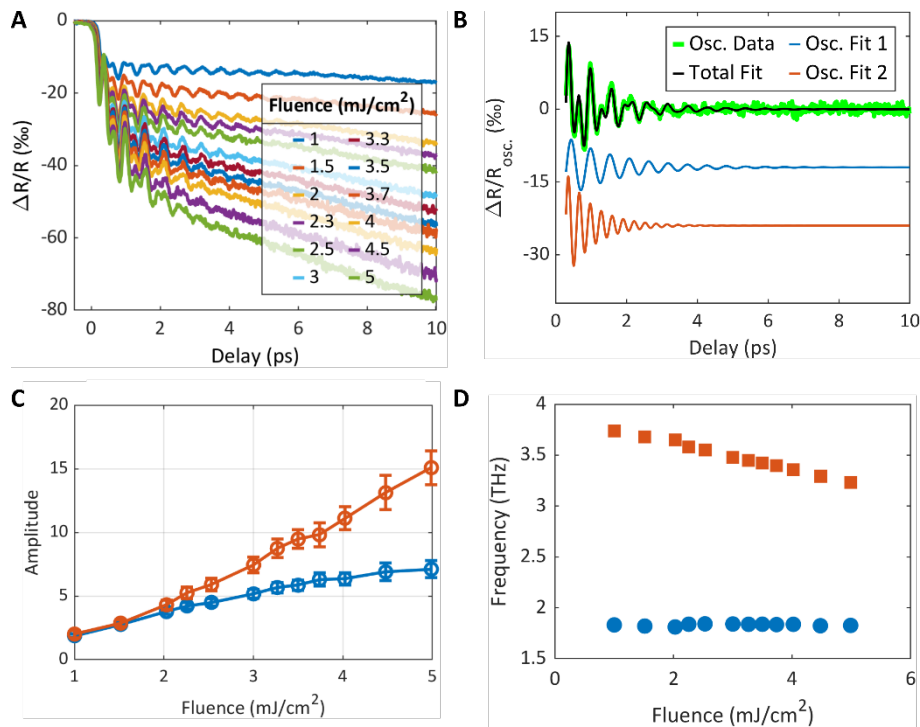 A
0
-20
-40
-60
-80
ΔR/R (‰)
0 2 4 6 8 10
Delay (ps)
Fluence (mJ/cm²)
1 3.3
1.5 3.5
2 3.7
2.3 4
2.5 4.5
3 5
B
Osc. Data Osc. Fit 1
Total Fit Osc. Fit 2
15
0
-15
-30
ΔR/R osc. (‰)
0 2 4 6 8 10
Delay (ps)
C
20
15
10
5
0
Amplitude
1 2 3 4 5
Fluence (mJ/cm²)
D
4
3.5
3
2.5
2
1.5
Frequency (THz)
0 2 4 6
Fluence (mJ/cm²)